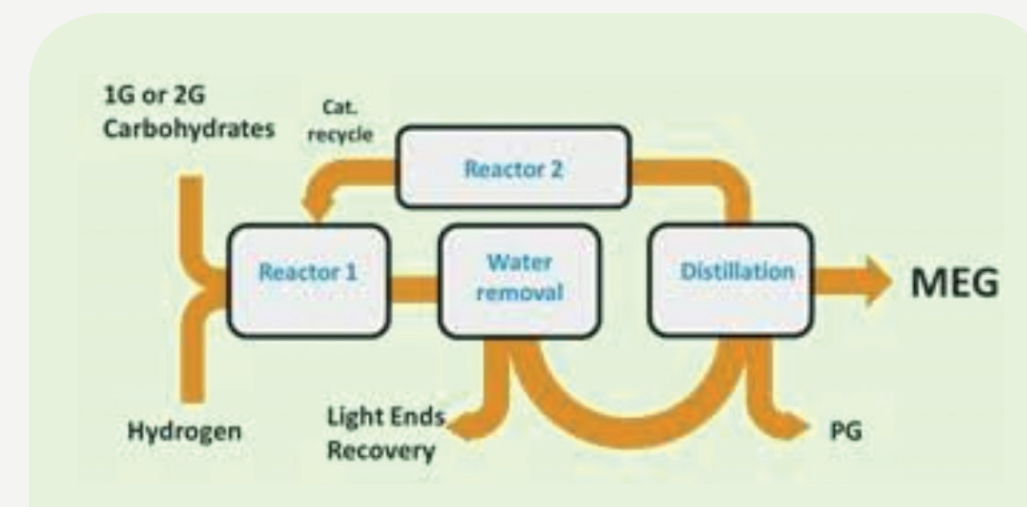 1G or 2G
Carbohydrates
Cat.
recycle
Reactor 2
Reactor 1
Water
removal
Distillation
MEG
Hydrogen
Light Ends
Recovery
PG